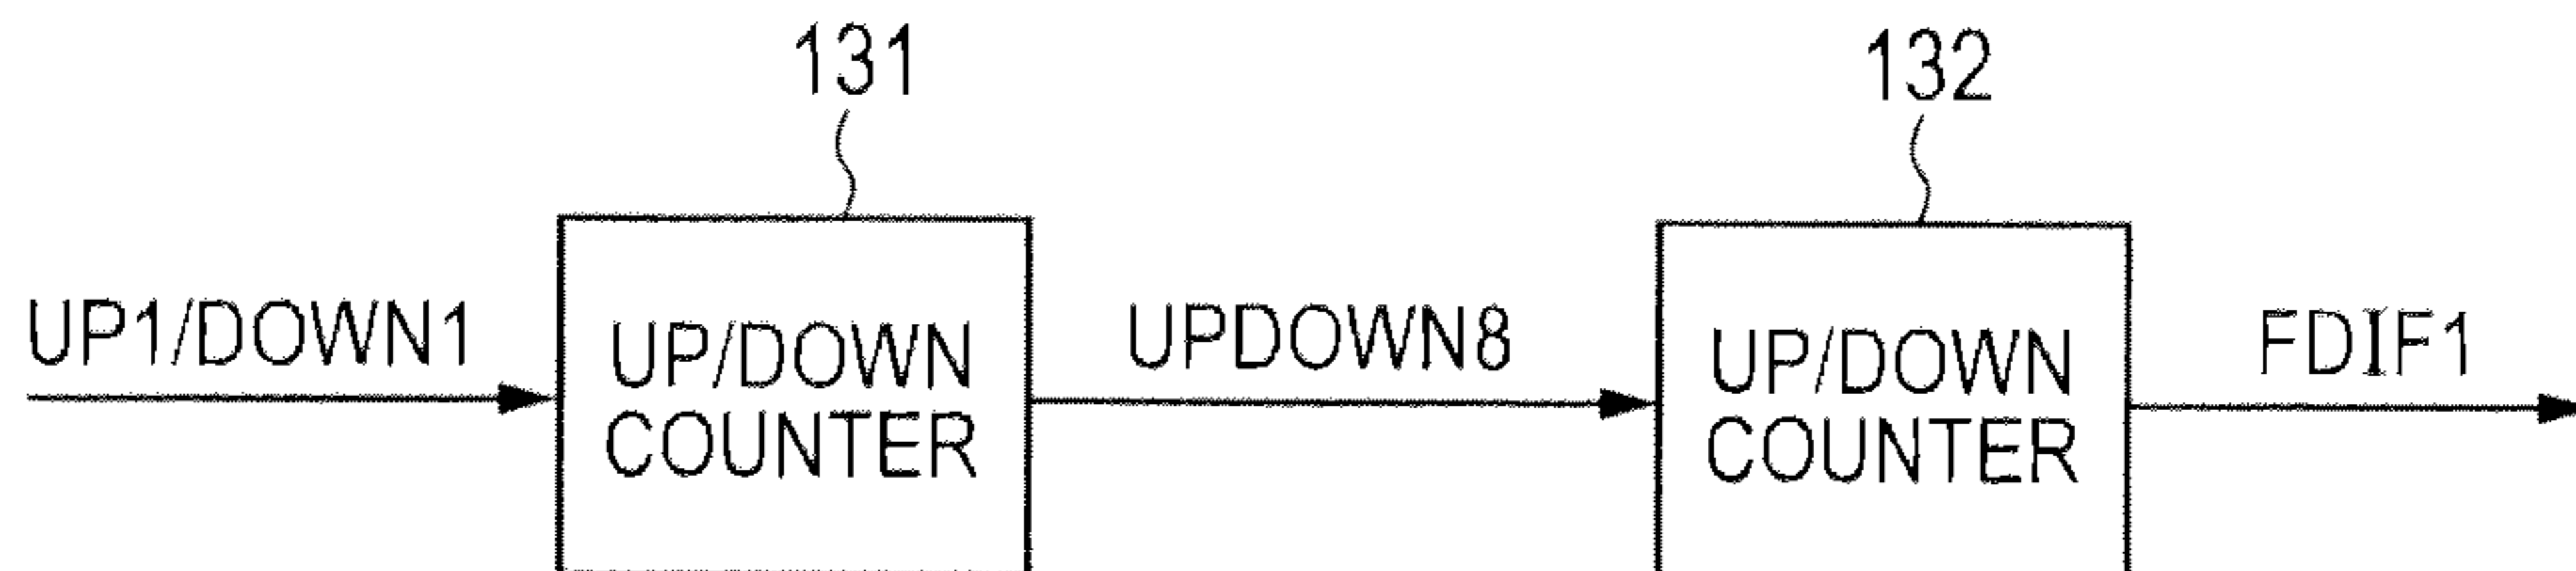 131
132
UP1/DOWN1
UP/DOWN
COUNTER
UPDOWN8
UP/DOWN
COUNTER
FDIF1